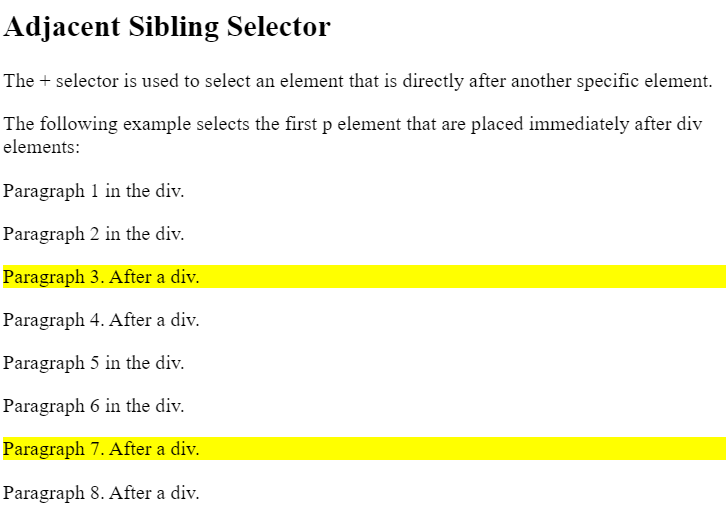 Adjacent Sibling Selector
The + selector is used to select an element that is directly after another specific element.
The following example selects the first p element that are placed immediately after div
elements:
Paragraph 1 in the div.
Paragraph 2 in the div.
Paragraph 3. After a div.
Paragraph 4. After a div.
Paragraph 5 in the div.
Paragraph 6 in the div.
Paragraph 7. After a div.
Paragraph 8. After a div.